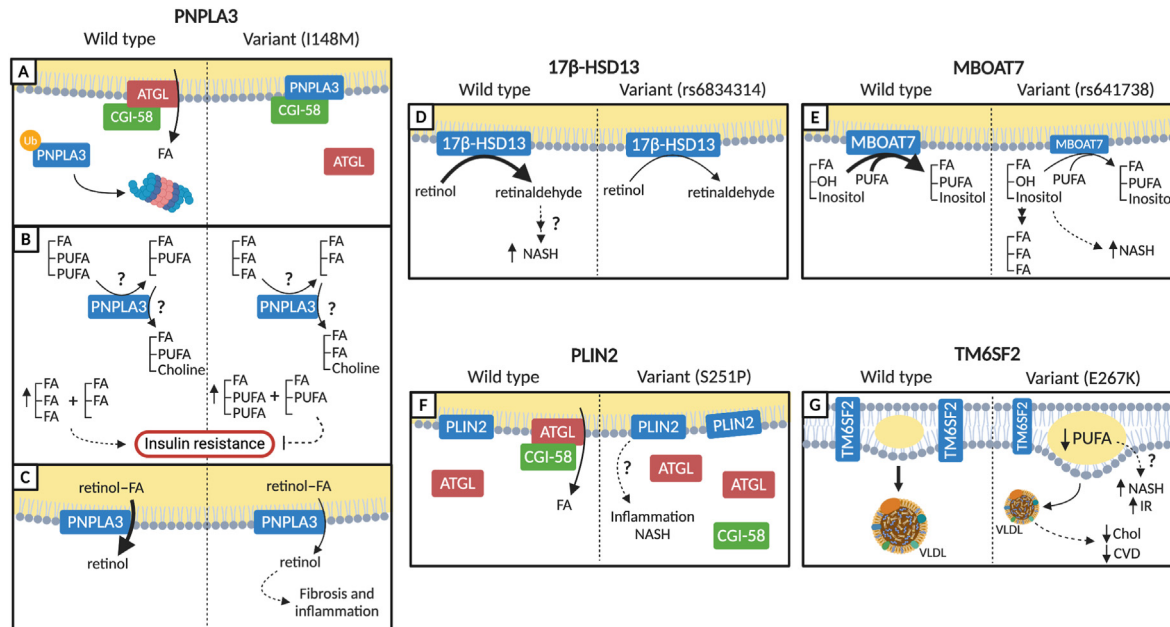 PNPLA3
Wild type
Variant (I148M)
A
ATGL
CGI-58
PNPLA3
CGI-58
Ub
PNPLA3
FA
ATGL
B
FA
PUFA
PUFA
FA
PUFA
?
PNPLA3
?
FA
PUFA
Choline
FA
FA
FA
FA
FA
?
PNPLA3
?
FA
FA
Choline
FA
FA
FA
+
FA
FA
FA
PUFA
PUFA
+
FA
PUFA
Insulin resistance
C
retinol–FA
PNPLA3
retinol
retinol–FA
PNPLA3
retinol
Fibrosis and
inflammation
17β-HSD13
Wild type
Variant (rs6834314)
D
17β-HSD13
retinol
retinaldehyde
?
NASH
17β-HSD13
retinol
retinaldehyde
MBOAT7
Wild type
Variant (rs641738)
E
MBOAT7
FA
OH
Inositol
PUFA
FA
PUFA
Inositol
MBOAT7
FA
OH
Inositol
PUFA
FA
PUFA
Inositol
FA
FA
FA
NASH
PLIN2
Wild type
Variant (S251P)
F
PLIN2
ATGL
CGI-58
ATGL
FA
PLIN2
PLIN2
?
ATGL
ATGL
Inflammation
NASH
CGI-58
TM6SF2
Wild type
Variant (E267K)
G
TM6SF2
TM6SF2
VLDL
TM6SF2
PUFA
?
NASH
IR
VLDL
Chol
CVD